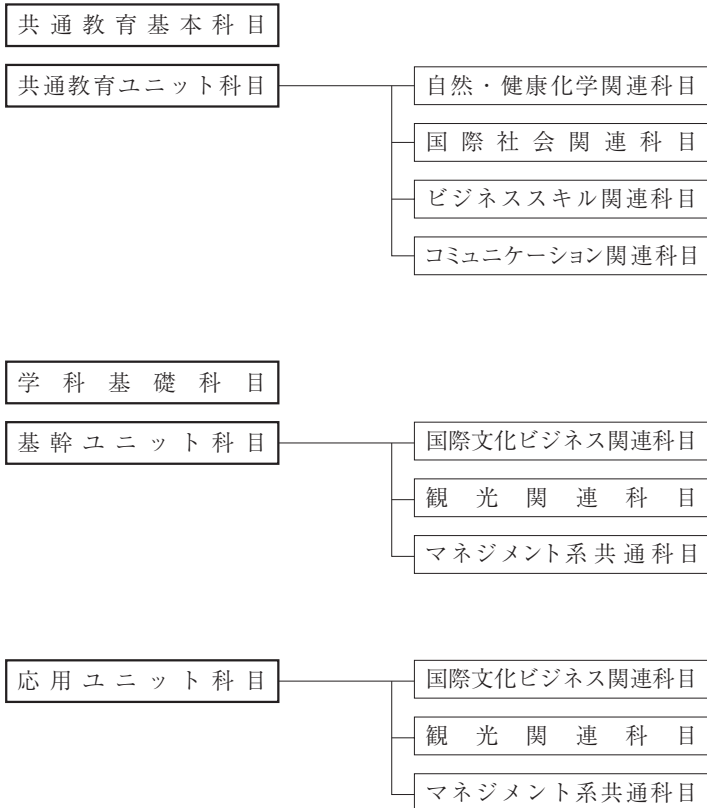 共通教育基本科目
共通教育ユニット科目
自然・健康化学関連科目
国際社会関連科目
ビジネススキル関連科目
コミュニケーション関連科目
学科基礎科目
基幹ユニット科目
国際文化ビジネス関連科目
観光関連科目
マネジメント系共通科目
応用ユニット科目
国際文化ビジネス関連科目
観光関連科目
マネジメント系共通科目